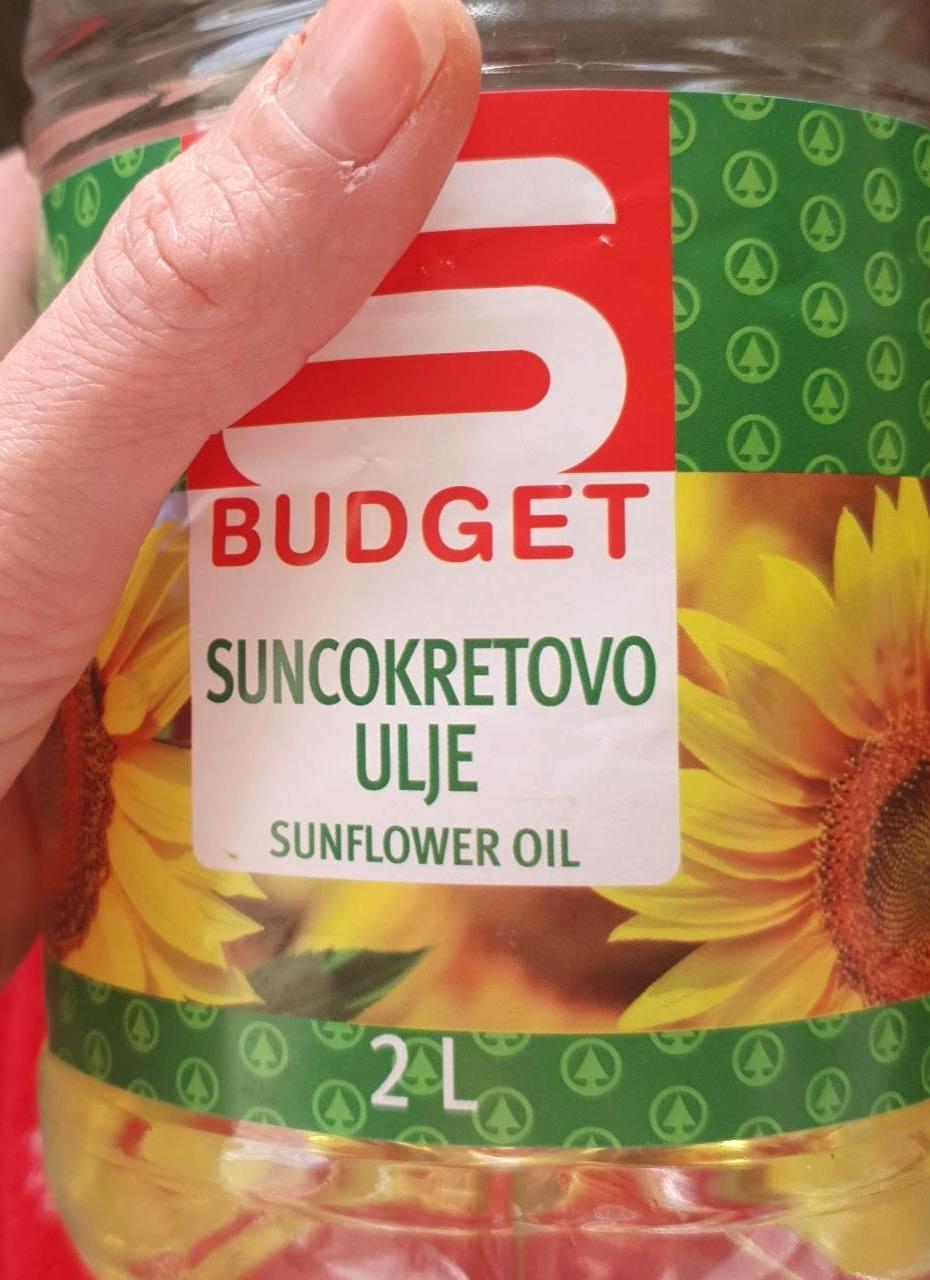 BUDGET
SUNCOKRETOVO
ULJE
SUNFLOWER OIL
2 L